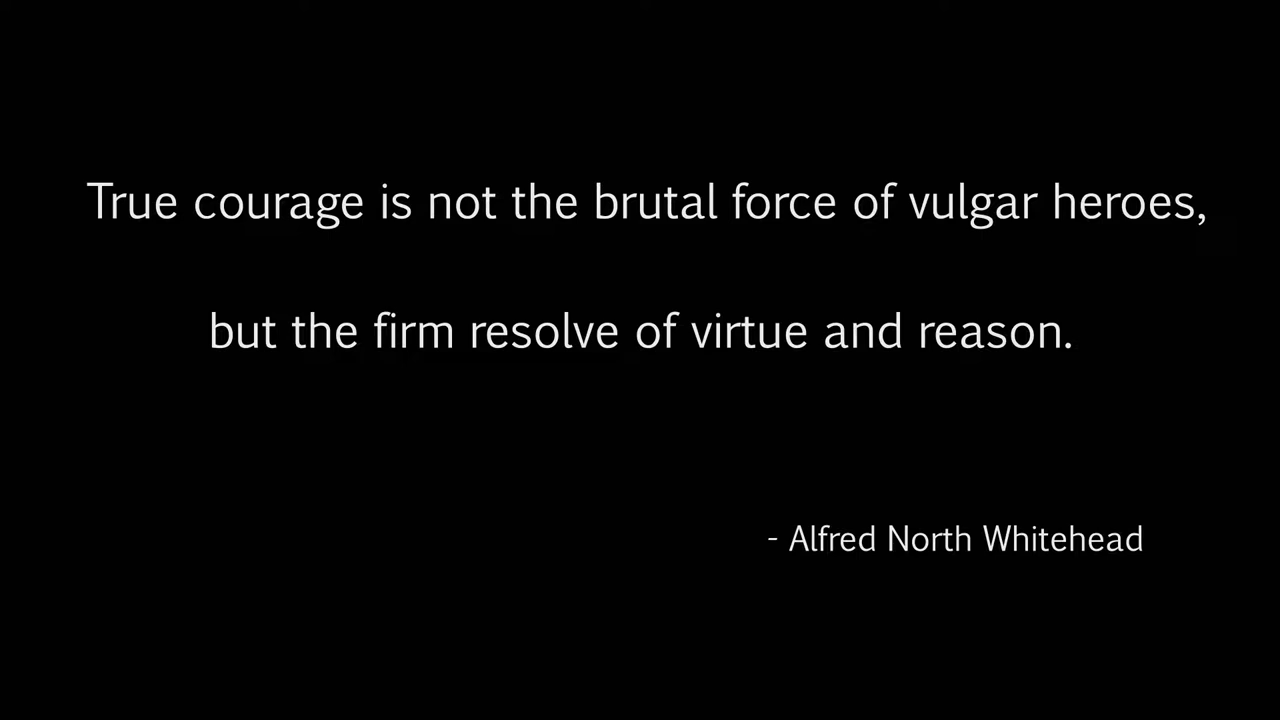 True courage is not the brutal force of vulgar heroes,
but the firm resolve of virtue and reason.
- Alfred North Whitehead